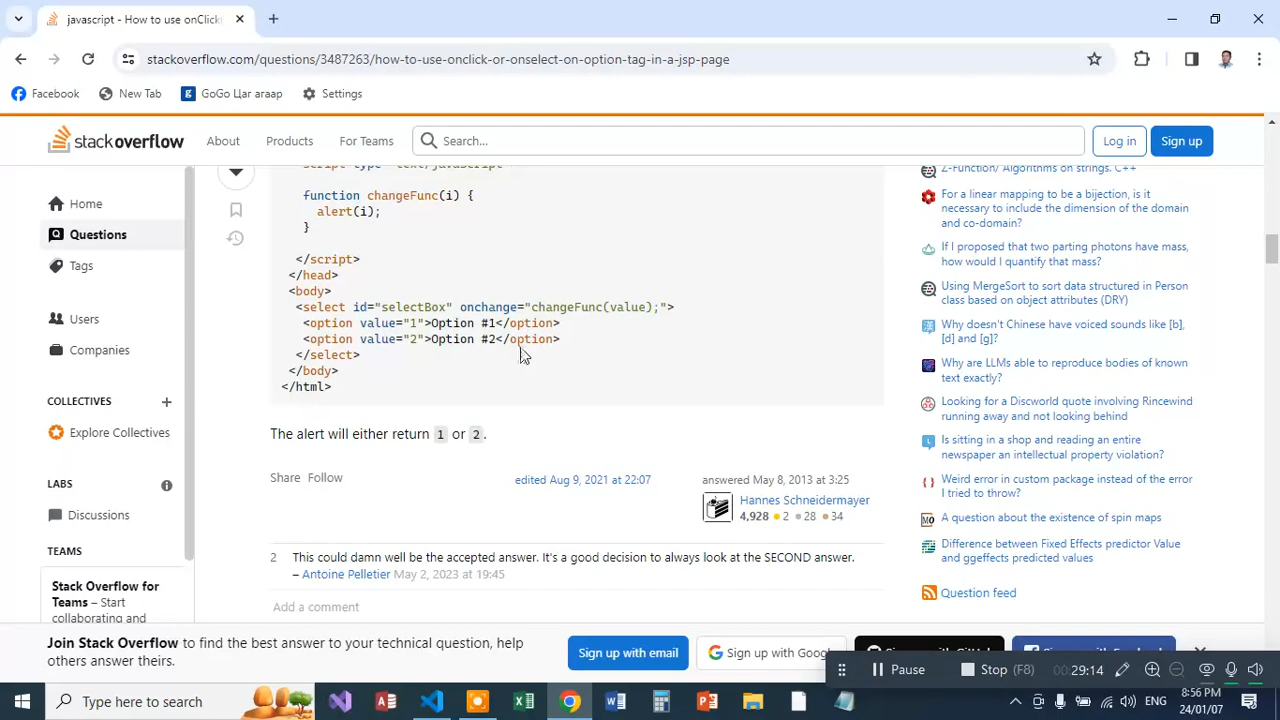 javascript - How to use onClick
stackoverflow.com/questions/3487263/how-to-use-onclick-or-onselect-on-option-tag-in-a-jsp-page
Facebook
New Tab
GoGo Цаг агаар
Settings
stackoverflow
About
Products
For Teams
Search...
Log in
Sign up
Home
Questions
Tags
Users
Companies
COLLECTIVES
Explore Collectives
LABS
Discussions
TEAMS
Stack Overflow for
Teams – Start
collaborating and
script type="text/javascript"
function changeFunc(i) {
alert(i);
}
</script>
</head>
<body>
<select id="selectBox" onchange="changeFunc(value);">
<option value="1">Option #1</option>
<option value="2">Option #2</option>
</select>
</body>
</html>
The alert will either return 1 or 2.
Share Follow
edited Aug 9, 2021 at 22:07
answered May 8, 2013 at 3:25
Hannes Schneidermayer
4,928 2 28 34
2 This could damn well be the accepted answer. It's a good decision to always look at the SECOND answer.
– Antoine Pelletier May 2, 2023 at 19:45
Add a comment
Z-Function/ Algorithms on strings. C++
For a linear mapping to be a bijection, is it
necessary to include the dimension of the domain
and co-domain?
If I proposed that two parting photons have mass,
how would I quantify that mass?
Using MergeSort to sort data structured in Person
class based on object attributes (DRY)
Why doesn't Chinese have voiced sounds like [b],
[d] and [g]?
Why are LLMs able to reproduce bodies of known
text exactly?
Looking for a Discworld quote involving Rincewind
running away and not looking behind
Is sitting in a shop and reading an entire
newspaper an intellectual property violation?
Weird error in custom package instead of the error
I tried to throw?
A question about the existence of spin maps
Difference between Fixed Effects predictor Value
and ggeffects predicted values
Question feed
Join Stack Overflow to find the best answer to your technical question, help
others answer theirs.
Sign up with email
Sign up with Goog
Pause
Stop (F8)
00:29:14
Type here to search
ENG
8:56 PM
24/01/07